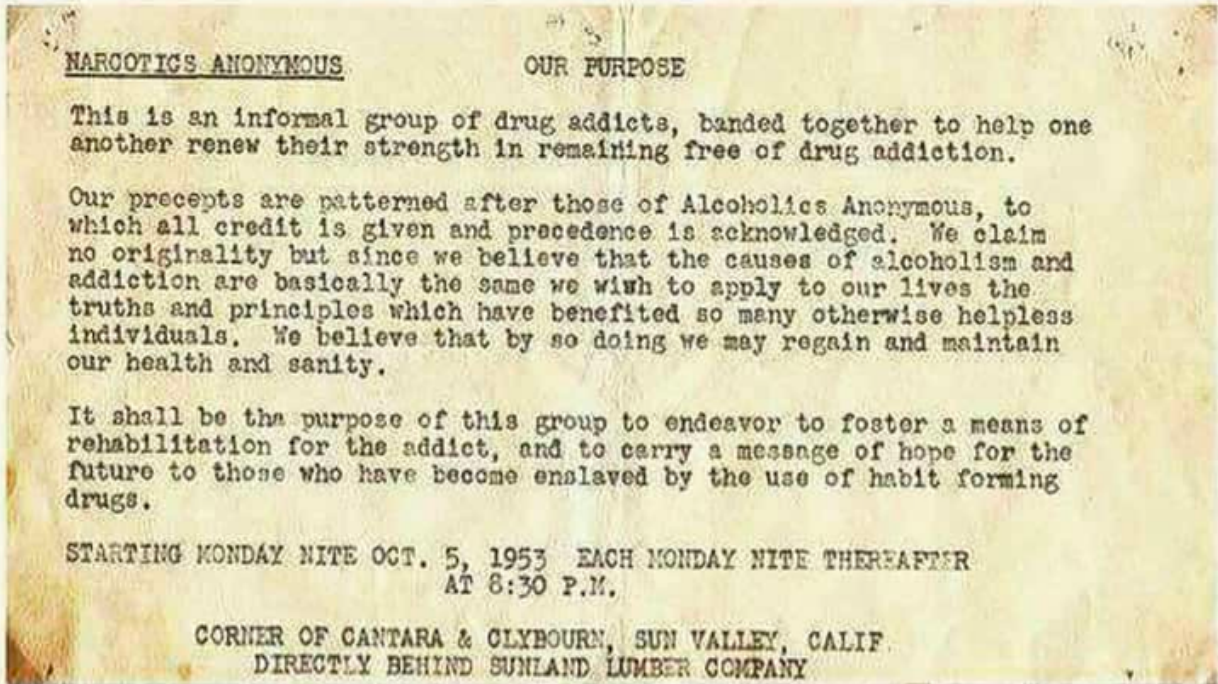 NARCOTICS ANONYMOUS OUR PURPOSE
This is an informal group of drug addicts, banded together to help one
another renew their strength in remaining free of drug addiction.
Our precepts are patterned after those of Alcoholics Anonymous, to
which all credit is given and precedence is acknowledged. We claim
no originality but since we believe that the causes of alcoholism and
addiction are basically the same we wish to apply to our lives the
truths and principles which have benefited so many otherwise helpless
individuals. We believe that by so doing we may regain and maintain
our health and sanity.
It shall be the purpose of this group to endeavor to foster a means of
rehabilitation for the addict, and to carry a message of hope for the
future to those who have become enslaved by the use of habit forming
drugs.
STARTING MONDAY NITE OCT. 5, 1953 EACH MONDAY NITE THEREAFTER
AT 8:30 P.M.
CORNER OF CANTARA & CLYBOURN, SUN VALLEY, CALIF.
DIRECTLY BEHIND SUNLAND LUMBER COMPANY